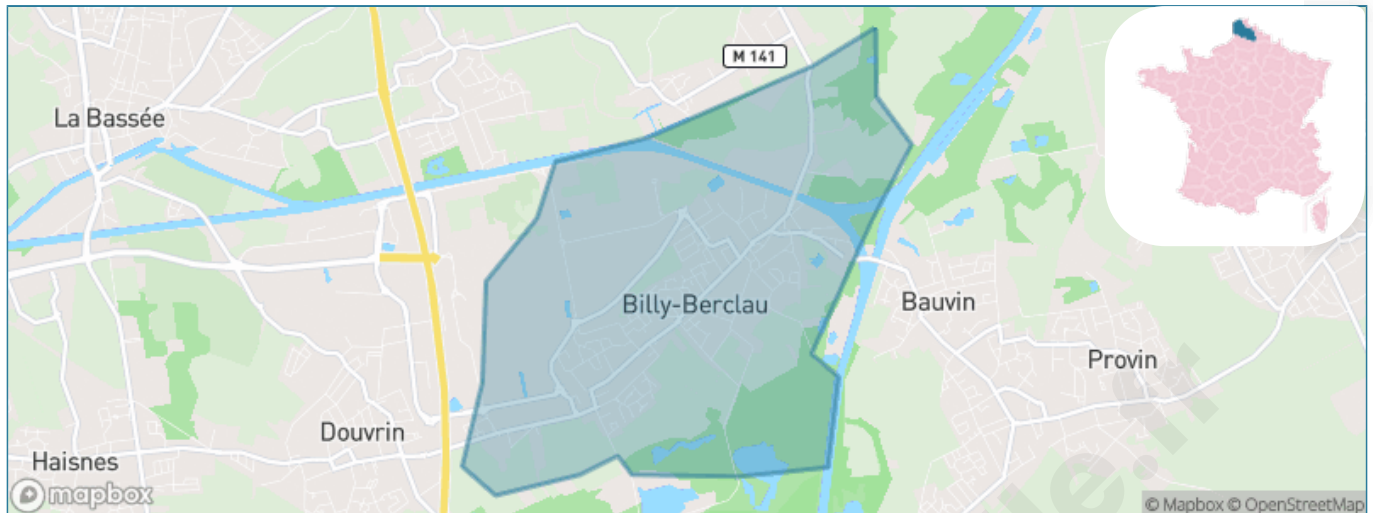 M 141
La Bassée
Billy-Berclau
Bauvin
Provin
Douvrin
Haisnes
mapbox
© Mapbox © OpenStreetMap